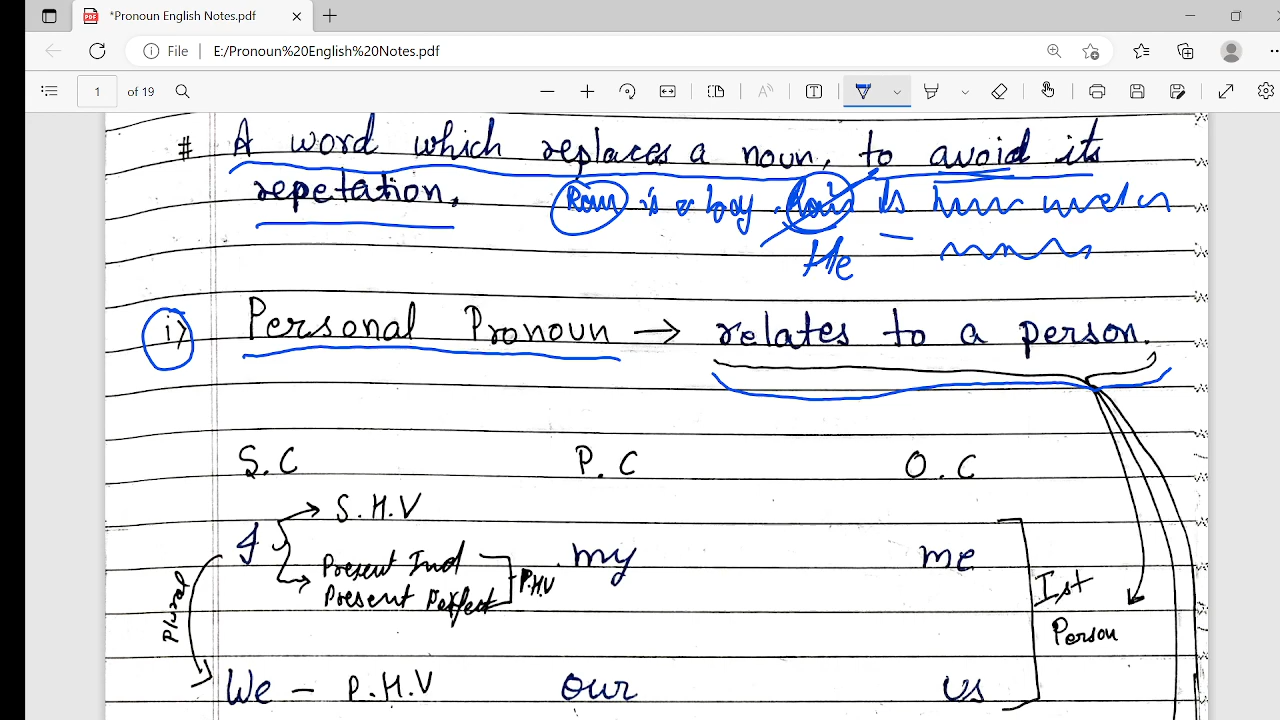 *Pronoun English Notes.pdf
File E:/Pronoun%20English%20Notes.pdf
1 of 19
# A word which replaces a noun, to avoid its
repetation.
Ram is a boy. Ram is
He
i) Personal Pronoun → relates to a person.
S.C P.C O.C
I → S.H.V my me
→ Present Ind
Present Perfect P.H.V
Ist
Person
Plural
We – P.H.V our us